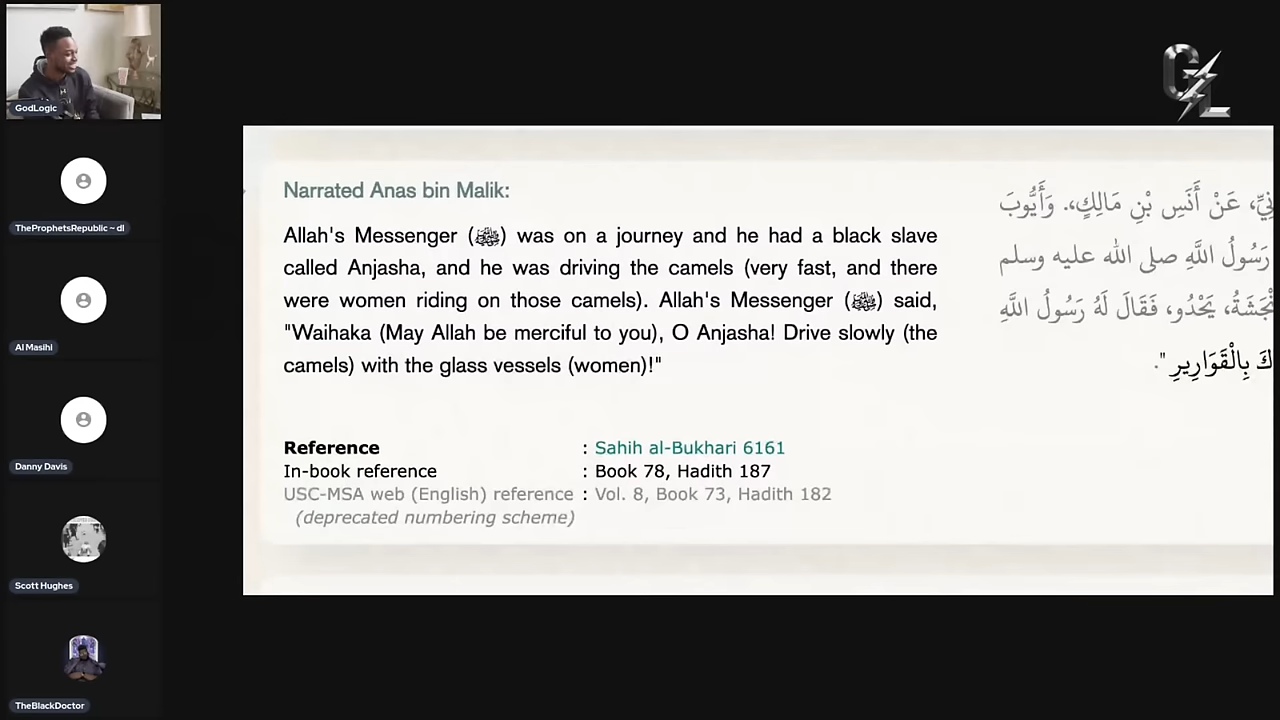 GodLogic
TheProphetsRepublic ~ dl
Al Masihi
Danny Davis
Scott Hughes
TheBlackDoctor
GL
Narrated Anas bin Malik:
Allah's Messenger (ﷺ) was on a journey and he had a black slave
called Anjasha, and he was driving the camels (very fast, and there
were women riding on those camels). Allah's Messenger (ﷺ) said,
"Waihaka (May Allah be merciful to you), O Anjasha! Drive slowly (the
camels) with the glass vessels (women)!"
عَنْ أَنَسِ بْنِ مَالِكٍ،. وَأَيُّوبَ
رَسُولُ اللَّهِ صلى الله عليه وسلم
يَحْدُو، فَقَالَ لَهُ رَسُولُ اللَّهِ
بِالْقَوَارِيرِ ".
Reference : Sahih al-Bukhari 6161
In-book reference : Book 78, Hadith 187
USC-MSA web (English) reference : Vol. 8, Book 73, Hadith 182
(deprecated numbering scheme)